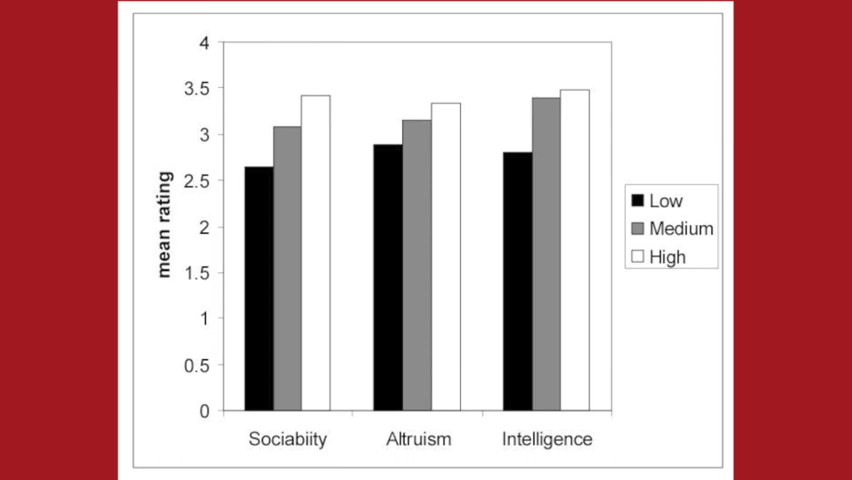 4
3.5
3
2.5
2
1.5
1
0.5
0
mean rating
Sociabiity Altruism Intelligence
Low
Medium
High